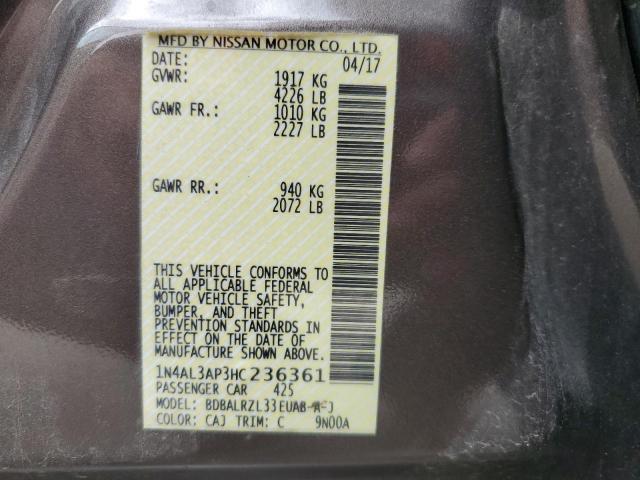 MFD BY NISSAN MOTOR CO., LTD.
DATE: 04/17
GVWR: 1917 KG
4226 LB
GAWR FR.: 1010 KG
2227 LB
GAWR RR.: 940 KG
2072 LB
THIS VEHICLE CONFORMS TO
ALL APPLICABLE FEDERAL
MOTOR VEHICLE SAFETY,
BUMPER, AND THEFT
PREVENTION STANDARDS IN
EFFECT ON THE DATE OF
MANUFACTURE SHOWN ABOVE.
1N4AL3AP3HC236361
PASSENGER CAR 425
MODEL: BDBALRZL33EUAB-A-J
COLOR: CAJ TRIM: C 9N00A